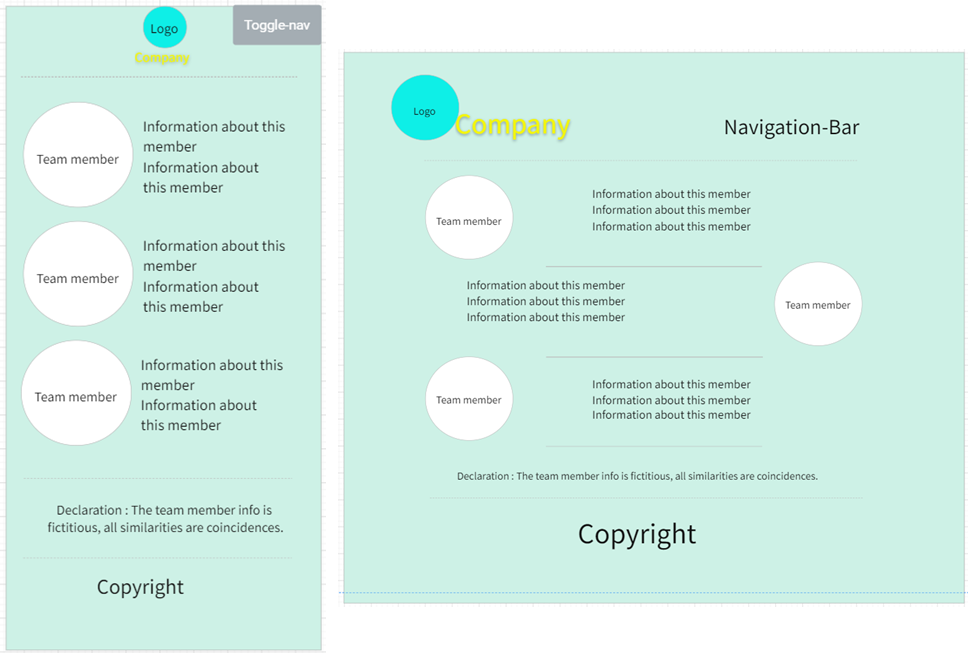 Logo
Toggle-nav
Company
Team member
Information about this
member
Information about
this member
Team member
Information about this
member
Information about
this member
Team member
Information about this
member
Information about
this member
Declaration : The team member info is
fictitious, all similarities are coincidences.
Copyright
Logo
Company
Navigation-Bar
Team member
Information about this member
Information about this member
Information about this member
Information about this member
Information about this member
Information about this member
Team member
Team member
Information about this member
Information about this member
Information about this member
Declaration : The team member info is fictitious, all similarities are coincidences.
Copyright